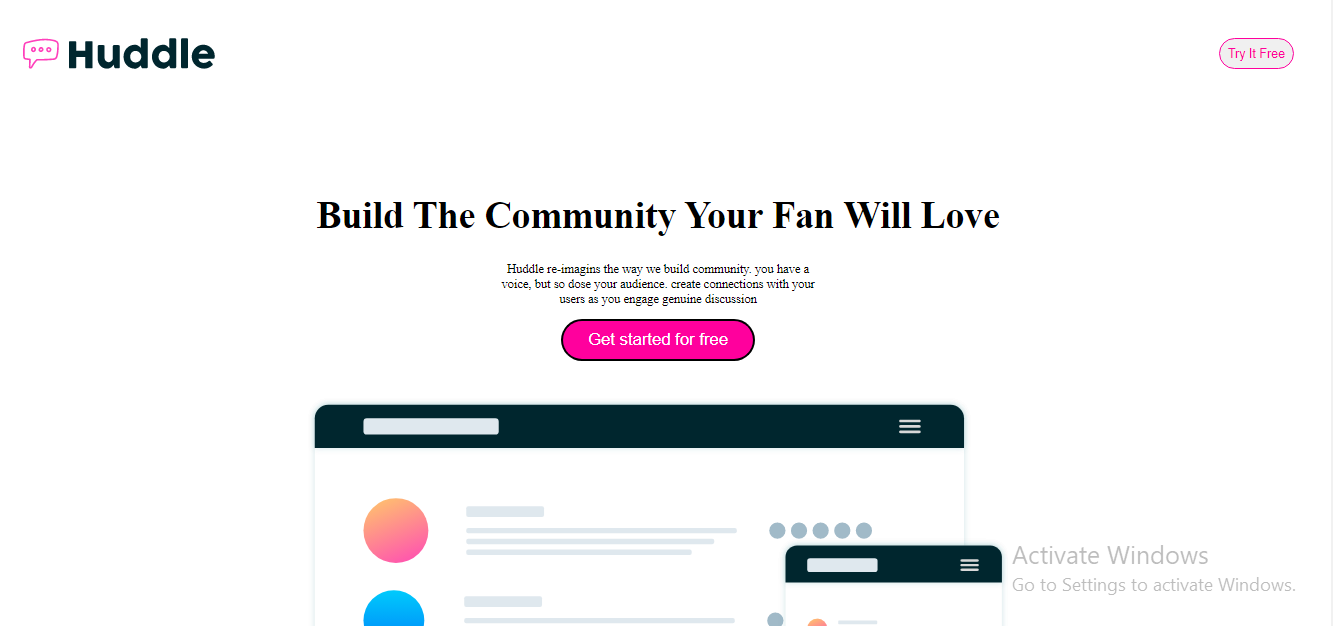 Huddle
Try It Free
Build The Community Your Fan Will Love
Huddle re-imagins the way we build community. you have a
voice, but so dose your audience. create connections with your
users as you engage genuine discussion
Get started for free
Activate Windows
Go to Settings to activate Windows.